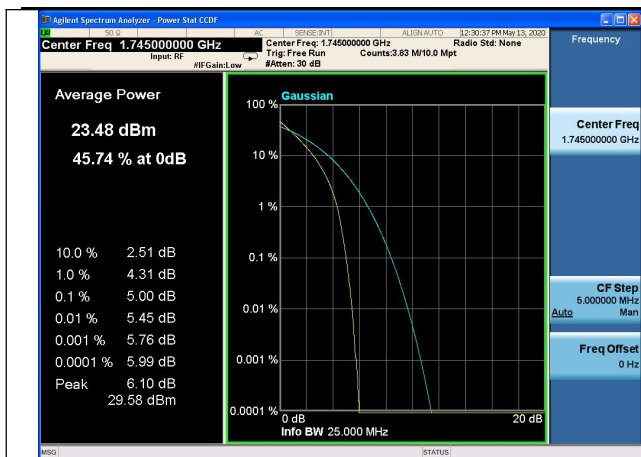 Agilent Spectrum Analyzer - Power Stat CCDF
50 Ω AC SENSE:INT ALIGN AUTO 12:30:37 PM May 13, 2020
Center Freq 1.745000000 GHz Center Freq: 1.745000000 GHz Radio Std: None
Input: RF Trig: Free Run Counts:3.83 M/10.0 Mpt
#IFGain:Low #Atten: 30 dB
Frequency
Average Power
23.48 dBm
45.74 % at 0dB
10.0 % 2.51 dB
1.0 % 4.31 dB
0.1 % 5.00 dB
0.01 % 5.45 dB
0.001 % 5.76 dB
0.0001 % 5.99 dB
Peak 6.10 dB
29.58 dBm
Gaussian
100 %
10 %
1 %
0.1 %
0.01 %
0.001 %
0.0001 %
0 dB 20 dB
Info BW 25.000 MHz
Center Freq
1.745000000 GHz
CF Step
5.000000 MHz
Auto Man
Freq Offset
0 Hz
MSG STATUS